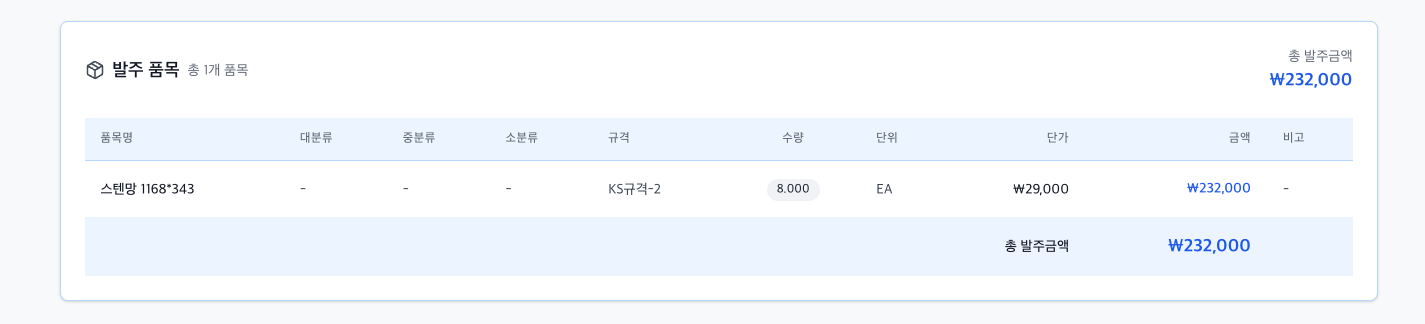 발주 품목 총 1개 품목
총 발주금액
₩232,000
품목명 대분류 중분류 소분류 규격 수량 단위 단가 금액 비고
스텐망 1168*343 - - - KS규격-2 8.000 EA ₩29,000 ₩232,000 -
총 발주금액 ₩232,000